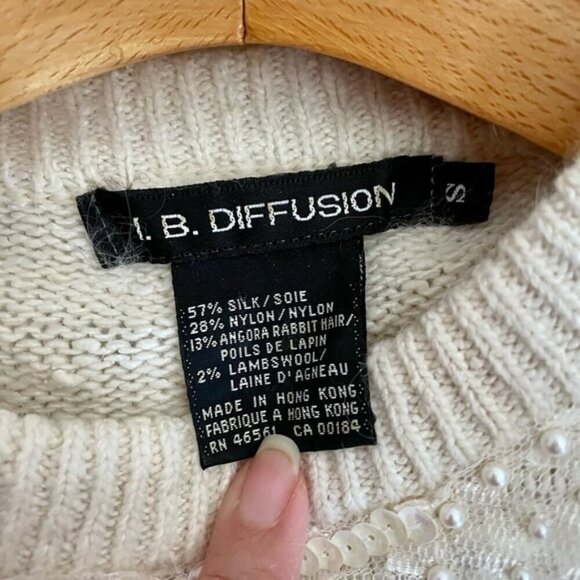 I. B. DIFFUSION
S
57% SILK/SOIE
28% NYLON/NYLON
13% ANGORA RABBIT HAIR/
POILS DE LAPIN
2% LAMBSWOOL/
LAINE D'AGNEAU
MADE IN HONG KONG
FABRIQUE A HONG KONG
RN 46561 CA 00184